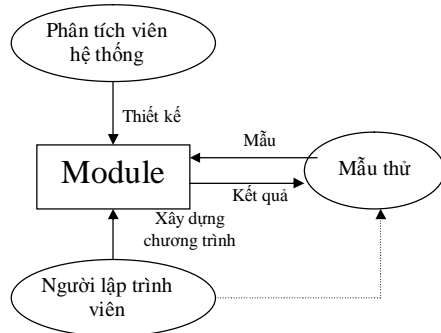 Phân tích viên
hệ thống
Thiết kế
Mẫu
Module
Mẫu thử
Kết quả
Xây dựng
chương trình
Người lập trình
viên